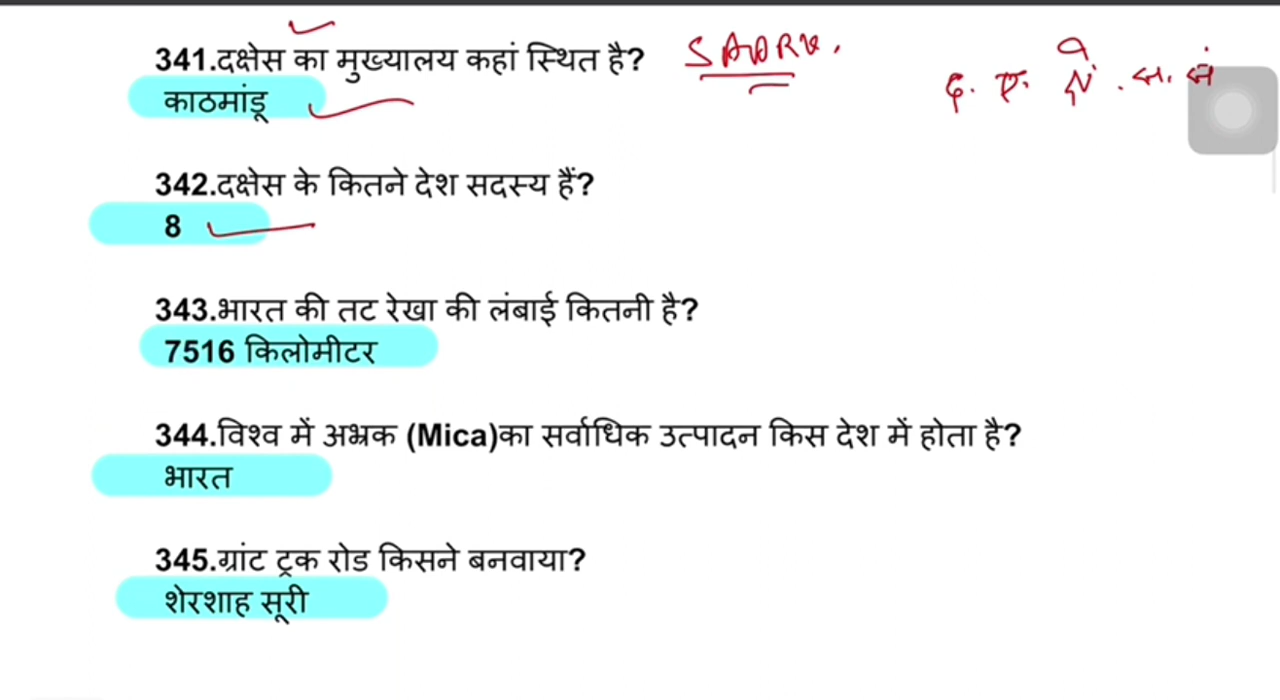 341.दक्षेस का मुख्यालय कहां स्थित है?
काठमांडू
342.दक्षेस के कितने देश सदस्य हैं?
8
343.भारत की तट रेखा की लंबाई कितनी है?
7516 किलोमीटर
344.विश्व में अभ्रक (Mica)का सर्वाधिक उत्पादन किस देश में होता है?
भारत
345.ग्रांट ट्रक रोड किसने बनवाया?
शेरशाह सूरी